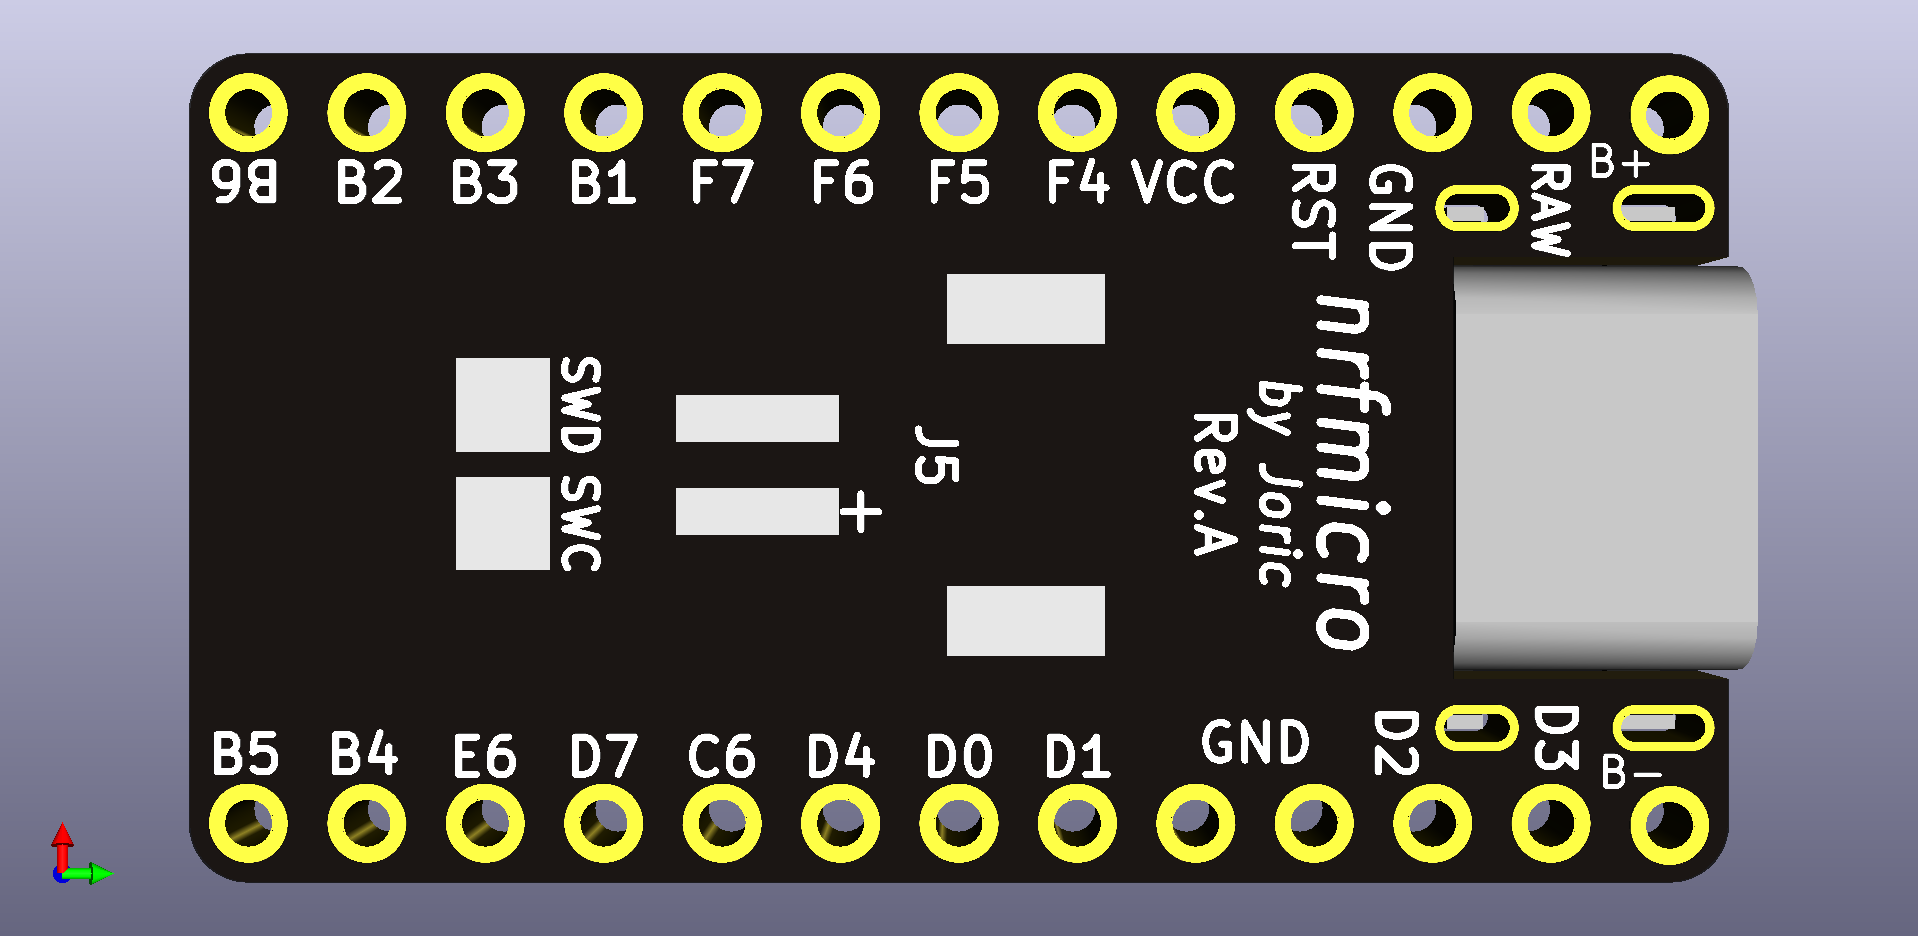 B6 B2 B3 B1 F7 F6 F5 F4 VCC RST GND RAW B+
SWD
SWC
+
J5
nrfmicro
by Joric
Rev.A
B5 B4 E6 D7 C6 D4 D0 D1 GND D2 D3 B-